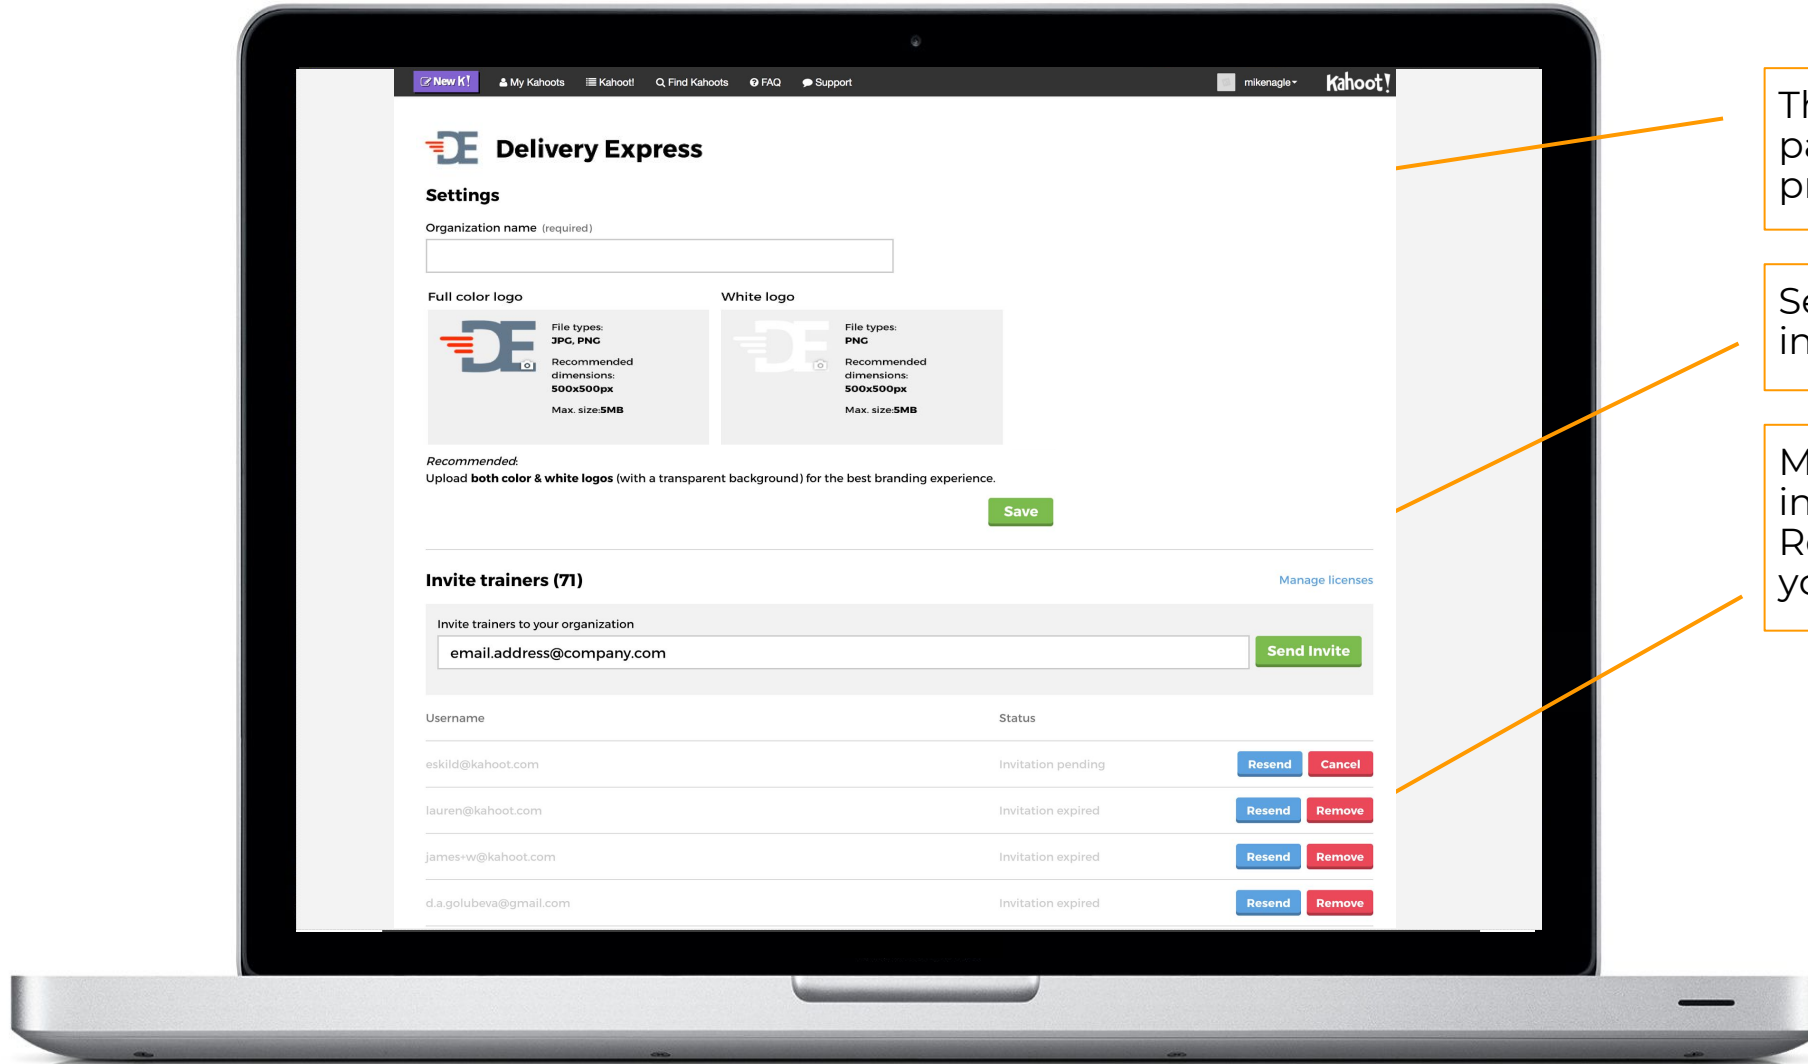 New K!
My Kahoots
Kahoot!
Find Kahoots
FAQ
Support
mikenagle
Kahoot!
DE Delivery Express
Settings
Organization name (required)
Full color logo
White logo
DE
File types:
JPG, PNG
Recommended
dimensions:
500x500px
Max. size:5MB
DE
File types:
PNG
Recommended
dimensions:
500x500px
Max. size:5MB
Recommended:
Upload both color & white logos (with a transparent background) for the best branding experience.
Save
Invite trainers (71)
Manage licenses
Invite trainers to your organization
email.address@company.com
Send Invite
Username
Status
eskild@kahoot.com
Invitation pending
Resend
Cancel
lauren@kahoot.com
Invitation expired
Resend
Remove
james+w@kahoot.com
Invitation expired
Resend
Remove
d.a.golubeva@gmail.com
Invitation expired
Resend
Remove